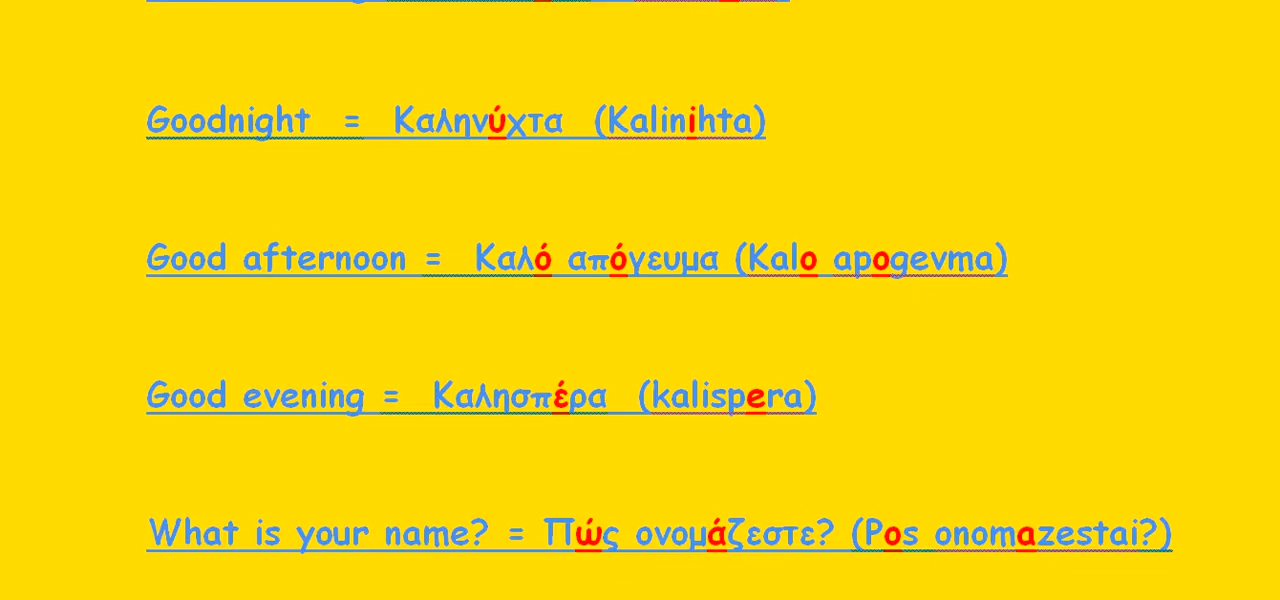 Goodnight = Καληνύχτα (Kalinihta)
Good afternoon = Καλό απόγευμα (Kalo apogevma)
Good evening = Καλησπέρα (kalispera)
What is your name? = Πώς ονομάζεστε? (Pos onomazestai?)